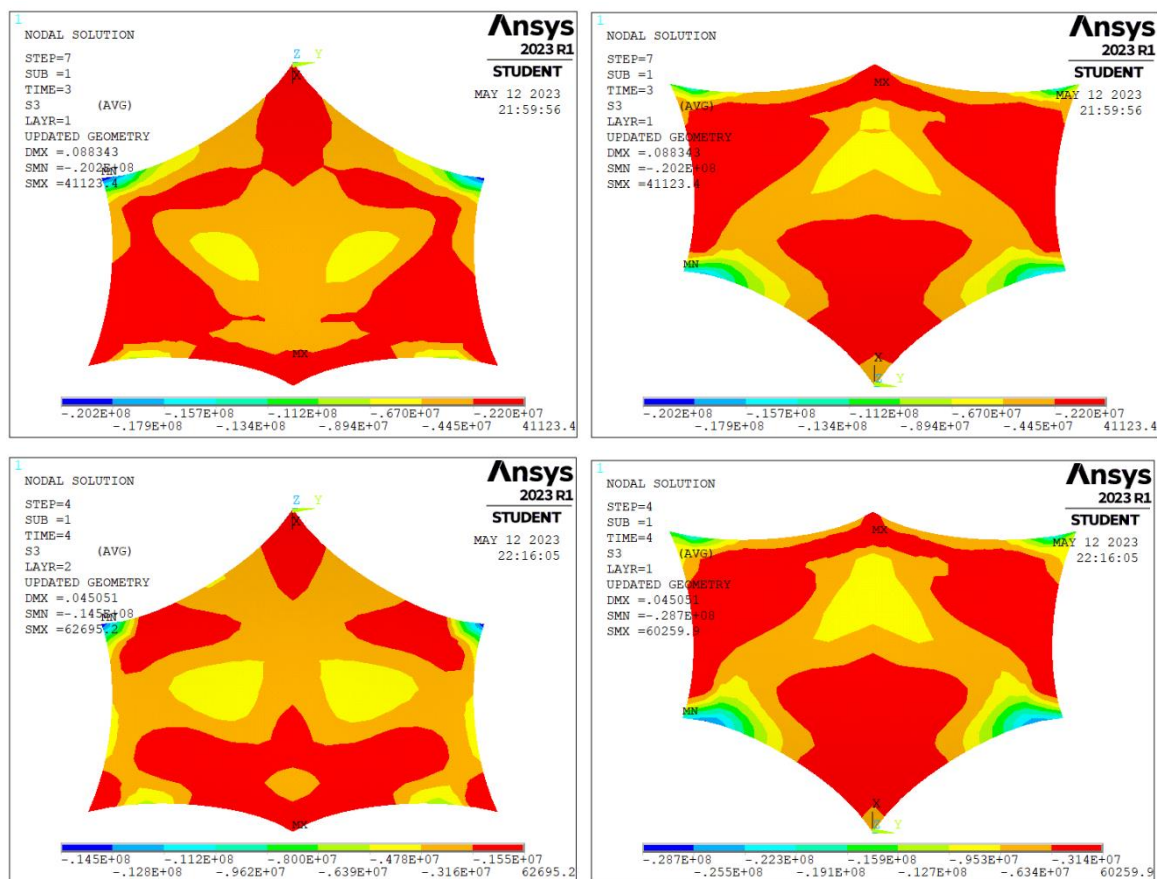 1
NODAL SOLUTION
STEP=7
SUB =1
TIME=3
S3 (AVG)
LAYR=1
UPDATED GEOMETRY
DMX =.088343
SMN =-.202E+08
SMX =41123.4
Ansys
2023 R1
STUDENT
MAY 12 2023
21:59:56
Z Y
X
MN
MX
-.202E+08 -.157E+08 -.112E+08 -.670E+07 -.220E+07
-.179E+08 -.134E+08 -.894E+07 -.445E+07 41123.4
1
NODAL SOLUTION
STEP=7
SUB =1
TIME=3
S3 (AVG)
LAYR=1
UPDATED GEOMETRY
DMX =.088343
SMN =-.202E+08
SMX =41123.4
Ansys
2023 R1
STUDENT
MAY 12 2023
21:59:56
MX
MN
X
Z Y
-.202E+08 -.157E+08 -.112E+08 -.670E+07 -.220E+07
-.179E+08 -.134E+08 -.894E+07 -.445E+07 41123.4
1
NODAL SOLUTION
STEP=4
SUB =1
TIME=4
S3 (AVG)
LAYR=2
UPDATED GEOMETRY
DMX =.045051
SMN =-.145E+08
SMX =62695.2
Ansys
2023 R1
STUDENT
MAY 12 2023
22:16:05
Z Y
X
MN
MX
-.145E+08 -.112E+08 -.800E+07 -.478E+07 -.155E+07
-.128E+08 -.962E+07 -.639E+07 -.316E+07 62695.2
1
NODAL SOLUTION
STEP=4
SUB =1
TIME=4
S3 (AVG)
LAYR=1
UPDATED GEOMETRY
DMX =.045051
SMN =-.287E+08
SMX =60259.9
Ansys
2023 R1
STUDENT
MAY 12 2023
22:16:05
MX
MN
X
Z Y
-.287E+08 -.223E+08 -.159E+08 -.953E+07 -.314E+07
-.255E+08 -.191E+08 -.127E+08 -.634E+07 60259.9